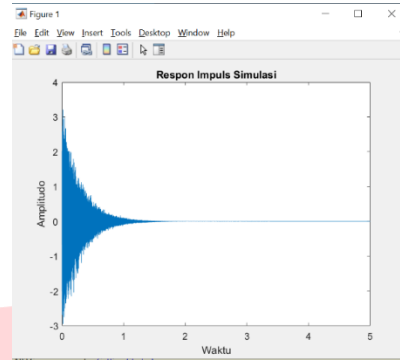 Figure 1
File Edit View Insert Tools Desktop Window Help
Respon Impuls Simulasi
4
3
2
1
0
-1
-2
-3
Amplitudo
0 1 2 3 4 5
Waktu